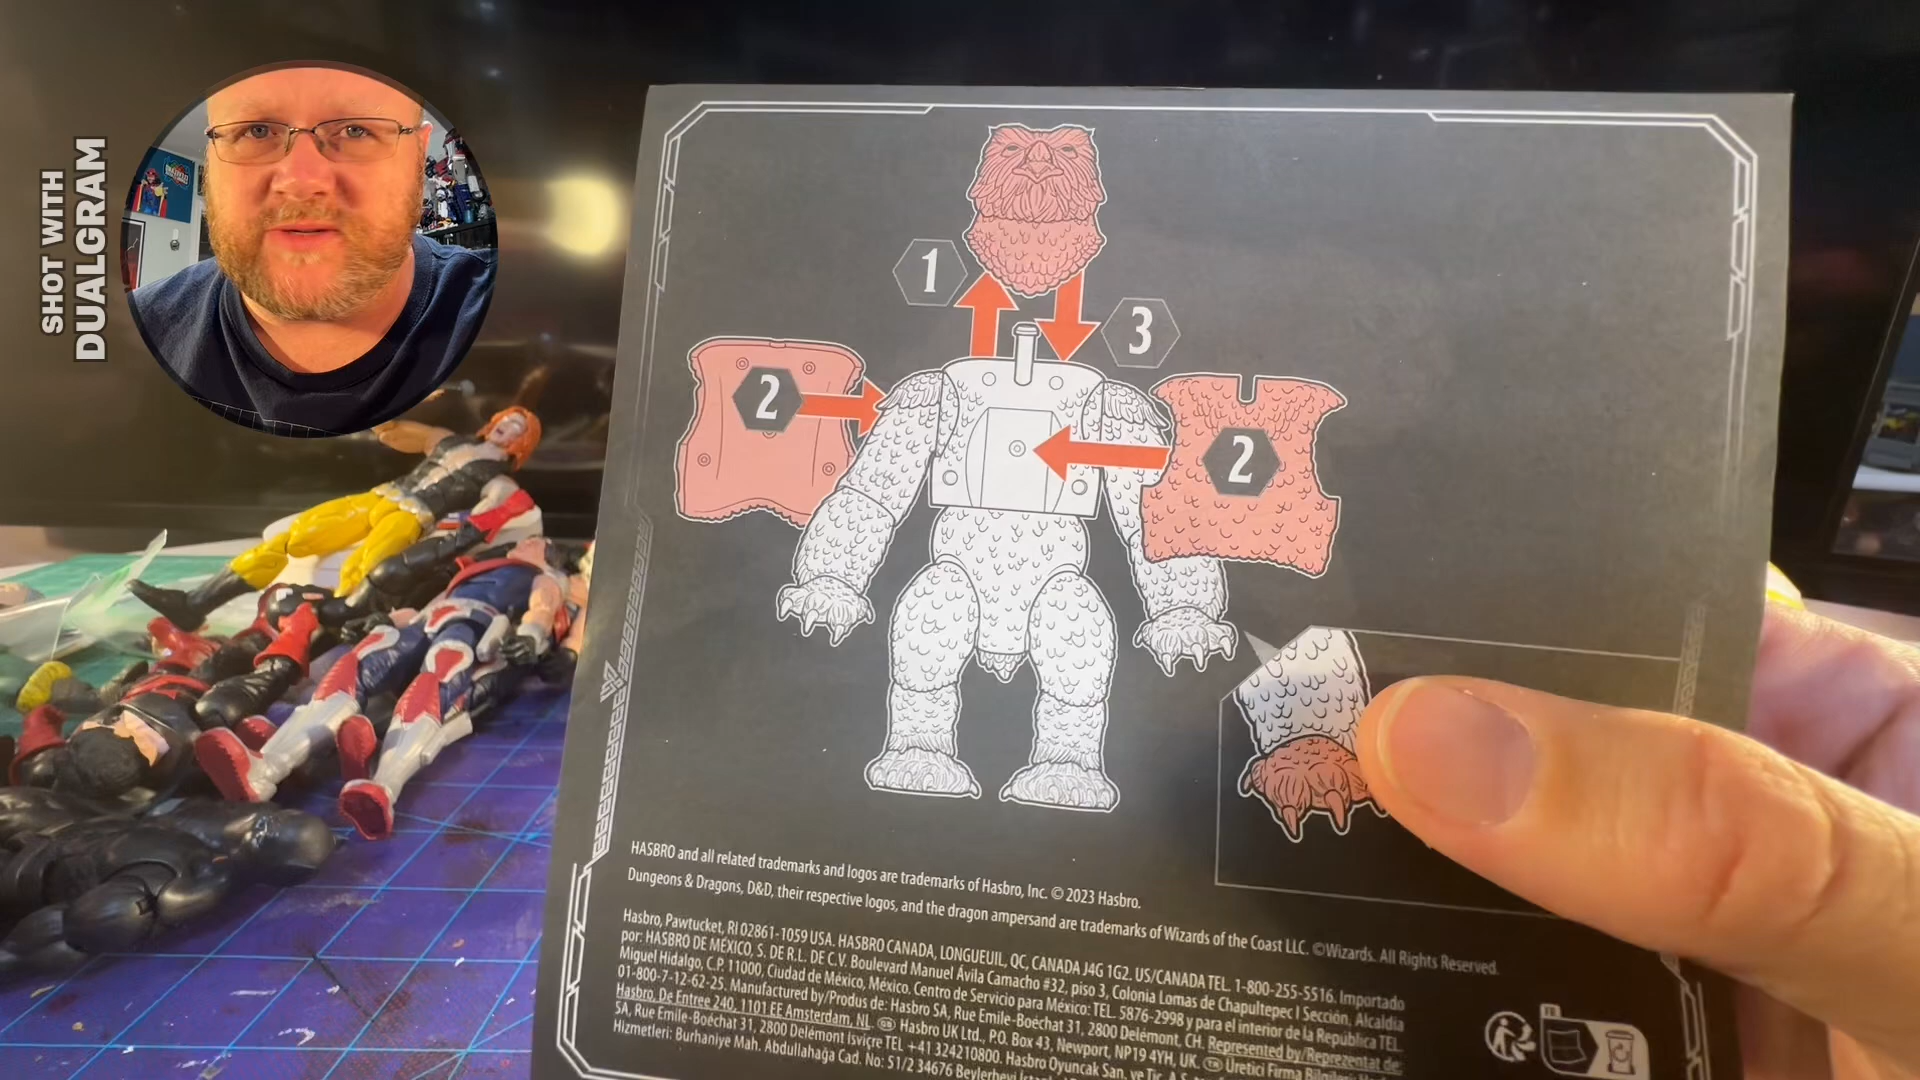 SHOT WITH
DUALGRAM
1
3
2
2
HASBRO and all related trademarks and logos are trademarks of Hasbro, Inc. © 2023 Hasbro.
Dungeons & Dragons, D&D, their respective logos, and the dragon ampersand are trademarks of Wizards of the Coast LLC. ©Wizards. All Rights Reserved.
Hasbro, Pawtucket, RI 02861-1059 USA. HASBRO CANADA, LONGUEUIL, QC, CANADA J4G 1G2. US/CANADA TEL. 1-800-255-5516. Importado
por: HASBRO DE MÉXICO, S. DE R.L. DE C.V. Boulevard Manuel Ávila Camacho #32, piso 3, Colonia Lomas de Chapultepec I Sección, Alcaldía
Miguel Hidalgo, C.P. 11000, Ciudad de México, México. Centro de Servicio para México: TEL. 5876-2998 y para el interior de la República TEL.
01-800-7-12-62-25. Manufactured by/Produs de: Hasbro SA, Rue Emile-Boéchat 31, 2800 Delémont, CH. Represented by/Reprezentat de:
Hasbro, De Entree 240, 1101 EE Amsterdam, NL. GB Hasbro UK Ltd., P.O. Box 43, Newport, NP19 4YH, UK. TR Üretici Firma
SA, Rue Emile-Boéchat 31, 2800 Delémont İsviçre TEL +41 324210800. Hasbro Oyuncak San. ve Tic. A.Ş.
Hizmetleri: Burhaniye Mah. Abdullahağa Cad. No: 51/2 34676 Beylerbeyi
FR